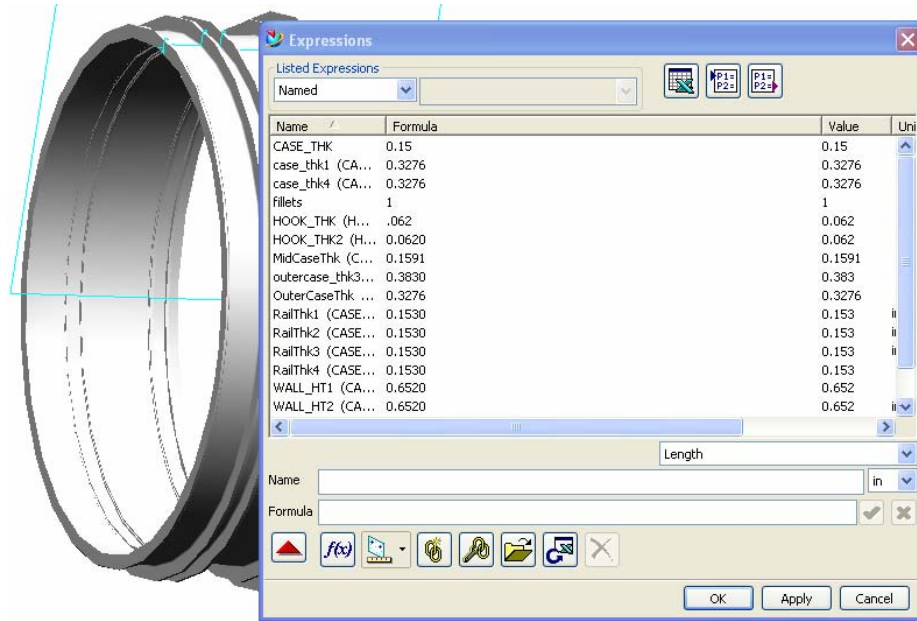 Expressions
Listed Expressions
Named
P1=
P2=
P1=
P2=
Name Formula Value Uni
CASE_THK 0.15 0.15
case_thk1 (CA... 0.3276 0.3276
case_thk4 (CA... 0.3276 0.3276
fillets 1 1
HOOK_THK (H... .062 0.062
HOOK_THK2 (H... 0.0620 0.062
MidCaseThk (C... 0.1591 0.1591
outercase_thk3... 0.3830 0.383
OuterCaseThk ... 0.3276 0.3276
RailThk1 (CASE... 0.1530 0.153 i
RailThk2 (CASE... 0.1530 0.153 i
RailThk3 (CASE... 0.1530 0.153 i
RailThk4 (CASE... 0.1530 0.153
WALL_HT1 (CA... 0.6520 0.652
WALL_HT2 (CA... 0.6520 0.652 i
Length
Name in
Formula
f(x)
OK Apply Cancel